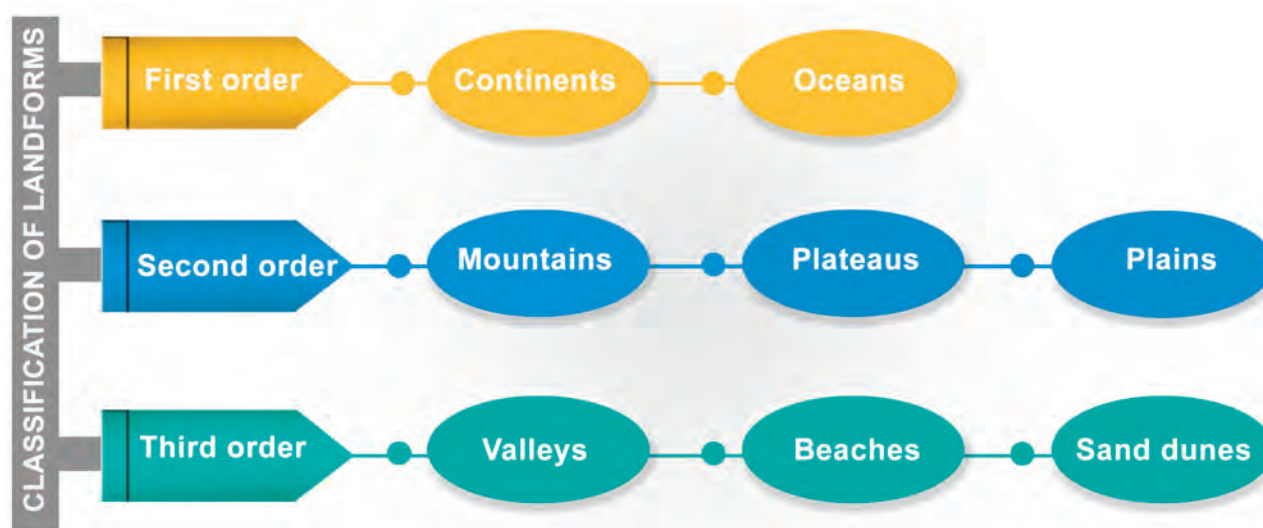 CLASSIFICATION OF LANDFORMS
First order
Continents
Oceans
Second order
Mountains
Plateaus
Plains
Third order
Valleys
Beaches
Sand dunes